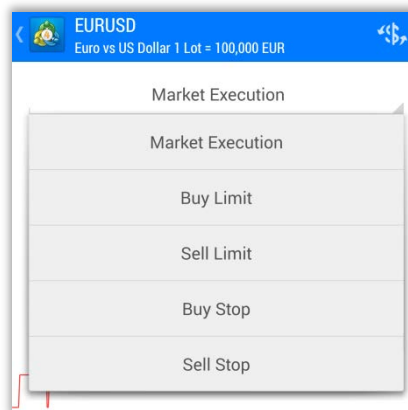 EURUSD
Euro vs US Dollar 1 Lot = 100,000 EUR
Market Execution
Market Execution
Buy Limit
Sell Limit
Buy Stop
Sell Stop